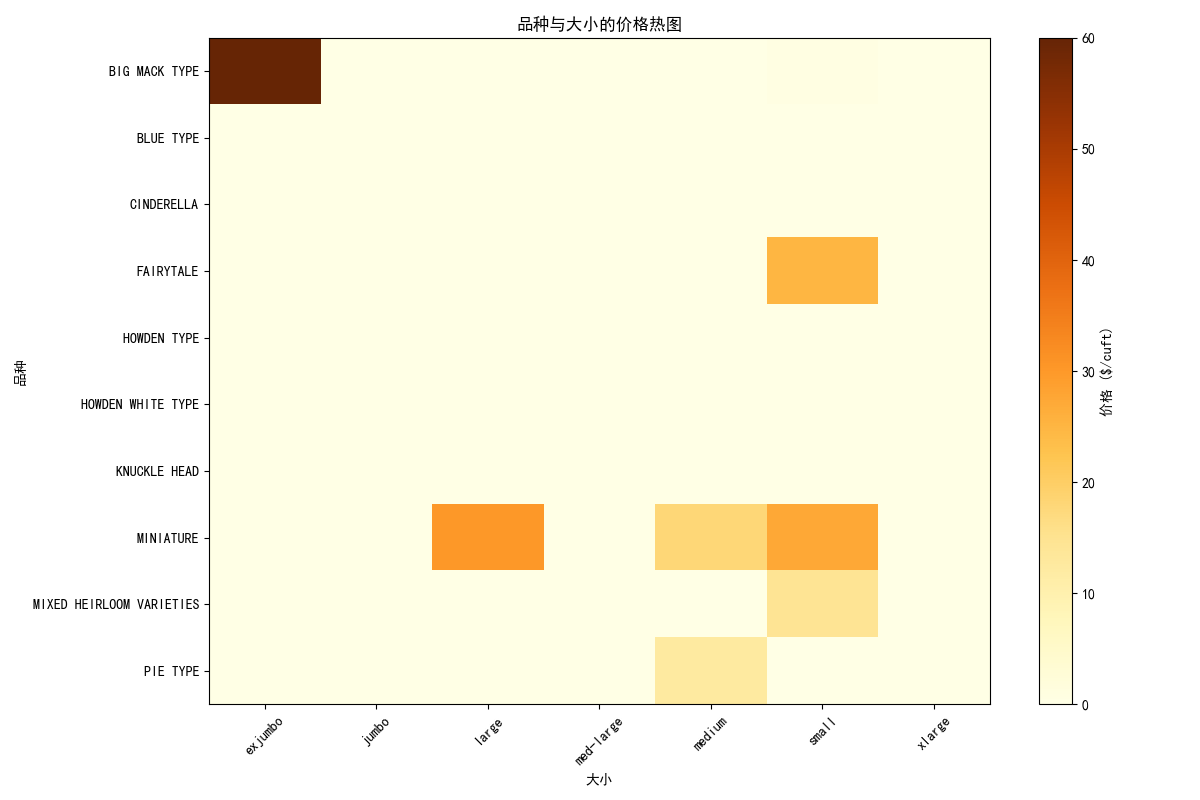 品种与大小的价格热图
BIG MACK TYPE
BLUE TYPE
CINDERELLA
FAIRYTALE
HOWDEN TYPE
HOWDEN WHITE TYPE
KNUCKLE HEAD
MINIATURE
MIXED HEIRLOOM VARIETIES
PIE TYPE
品种
exjumbo
jumbo
large
med-large
medium
small
xlarge
大小
60
50
40
30
20
10
0
价格 ($/cuft)